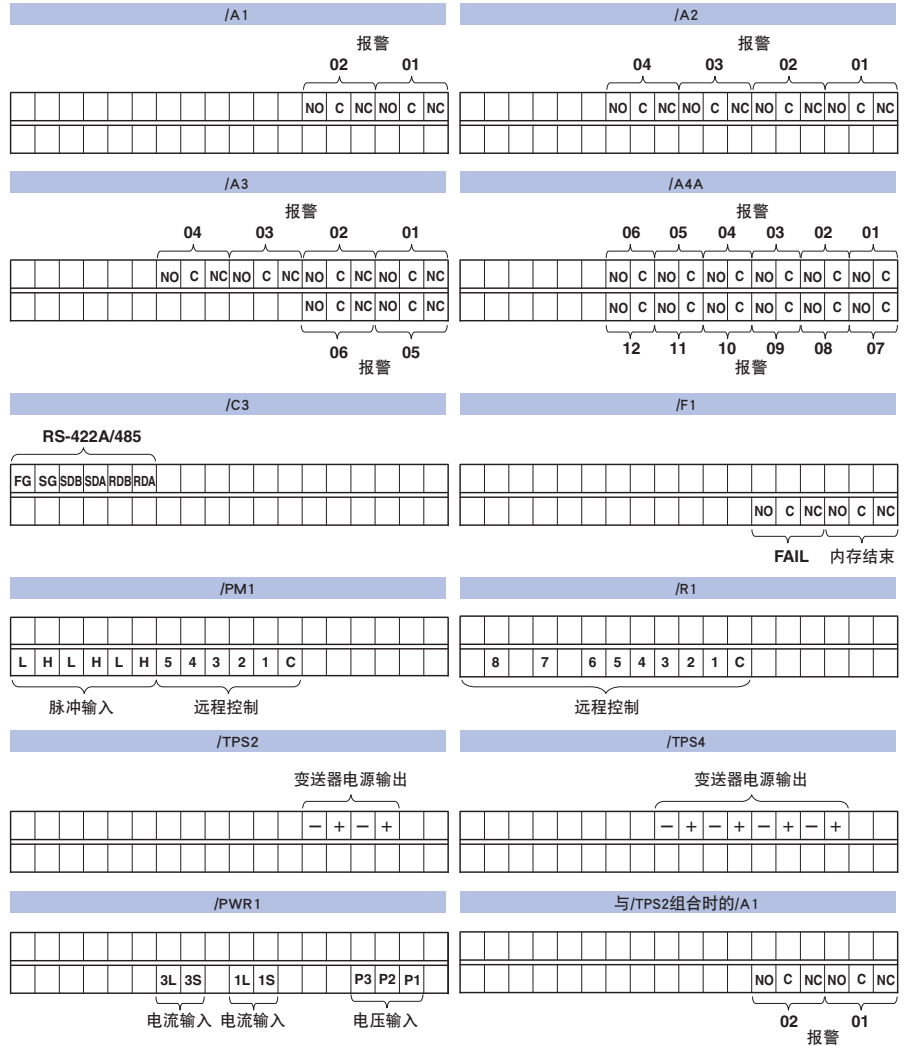 /A1
报警
02 01
NO C NC NO C NC
/A2
报警
04 03 02 01
NO C NC NO C NC NO C NC NO C NC
/A3
报警
04 03 02 01
NO C NC NO C NC NO C NC NO C NC
NO C NC NO C NC
06 05
报警
/A4A
报警
06 05 04 03 02 01
NO C NO C NO C NO C NO C NO C
NO C NO C NO C NO C NO C NO C
12 11 10 09 08 07
报警
/C3
RS-422A/485
FG SG SDB SDA RDB RDA
/F1
NO C NC NO C NC
FAIL 内存结束
/PM1
L H L H L H 5 4 3 2 1 C
脉冲输入 远程控制
/R1
8 7 6 5 4 3 2 1 C
远程控制
/TPS2
变送器电源输出
− + − +
/TPS4
变送器电源输出
− + − + − + − +
/PWR1
3L 3S 1L 1S P3 P2 P1
电流输入 电流输入 电压输入
与/TPS2组合时的/A1
NO C NC NO C NC
02 01
报警